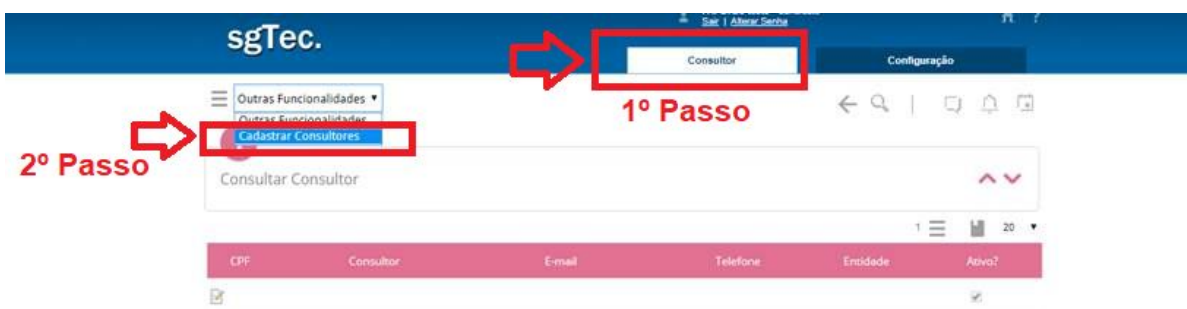 sgTec.
Sair | Alterar Senha
?
Consultor
Configuração
Outras Funcionalidades
1º Passo
Outras Funcionalidades
Cadastrar Consultores
2º Passo
Consultar Consultor
1
20
CPF Consultor E-mail Telefone Entidade Ativo?